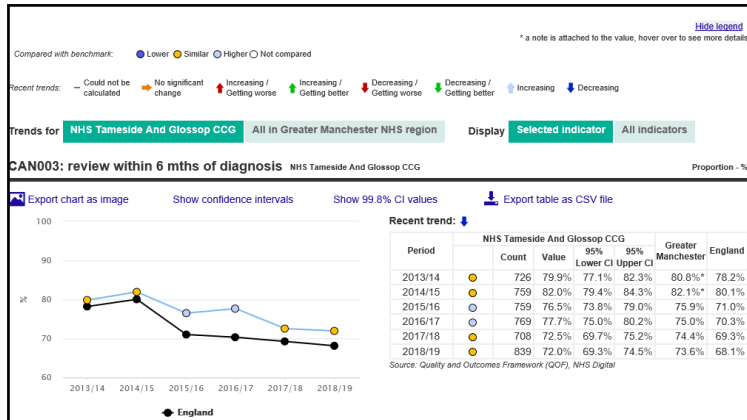 Hide legend
* a note is attached to the value, hover over to see more details
Compared with benchmark: Lower Similar Higher Not compared
Recent trends: – Could not be calculated No significant change Increasing / Getting worse Increasing / Getting better Decreasing / Getting worse Decreasing / Getting better Increasing Decreasing
Trends for NHS Tameside And Glossop CCG All in Greater Manchester NHS region Display Selected indicator All indicators
CAN003: review within 6 mths of diagnosis NHS Tameside And Glossop CCG Proportion - %
Export chart as image Show confidence intervals Show 99.8% CI values Export table as CSV file
100
90
80
70
60
%
2013/14 2014/15 2015/16 2016/17 2017/18 2018/19
England
Recent trend:
Period NHS Tameside And Glossop CCG Greater Manchester England
Count Value 95% Lower CI 95% Upper CI
2013/14 726 79.9% 77.1% 82.3% 80.8%* 78.2%
2014/15 759 82.0% 79.4% 84.3% 82.1%* 80.1%
2015/16 759 76.5% 73.8% 79.0% 75.9% 71.0%
2016/17 769 77.7% 75.0% 80.2% 75.0% 70.3%
2017/18 708 72.5% 69.7% 75.2% 74.4% 69.3%
2018/19 839 72.0% 69.3% 74.5% 73.6% 68.1%
Source: Quality and Outcomes Framework (QOF), NHS Digital